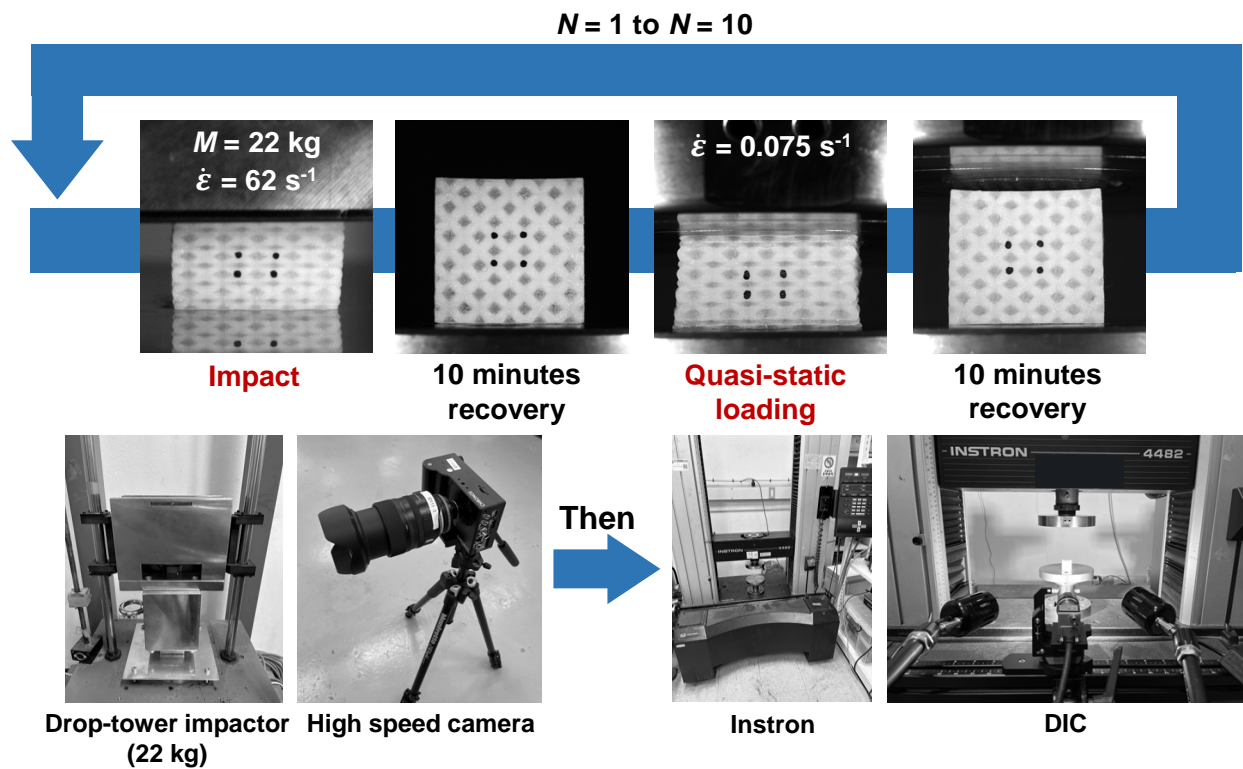 N = 1 to N = 10
M = 22 kg
ε̇ = 62 s⁻¹
ε̇ = 0.075 s⁻¹
Impact
10 minutes
recovery
Quasi-static
loading
10 minutes
recovery
Then
INSTRON
INSTRON
4482
Drop-tower impactor
(22 kg)
High speed camera
Instron
DIC